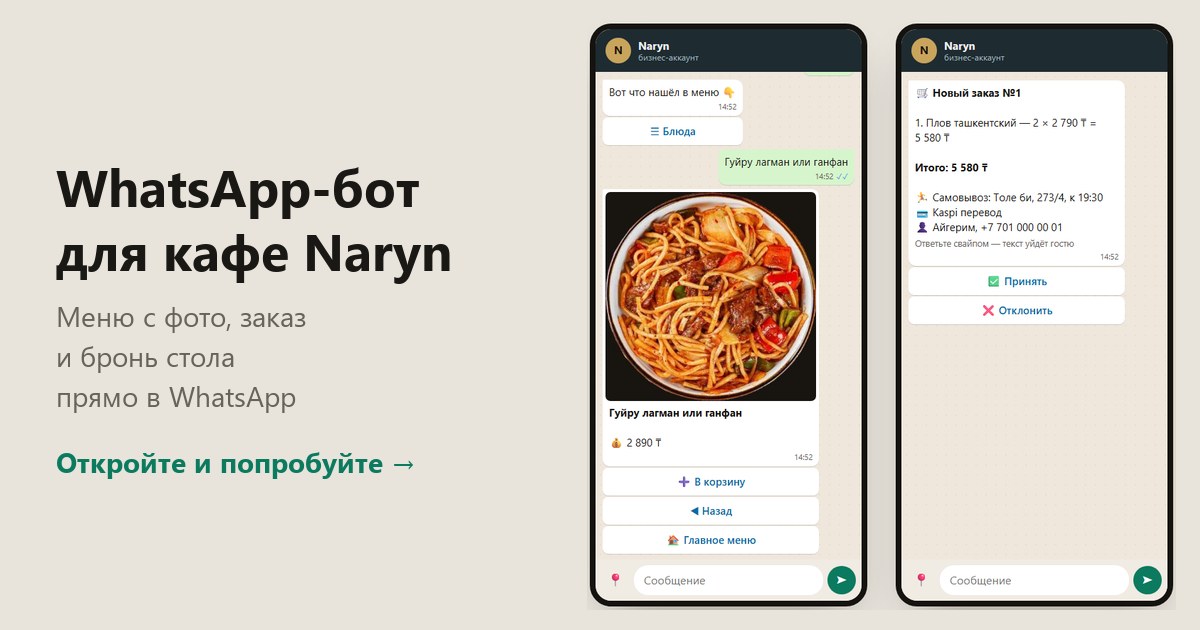 WhatsApp-бот
для кафе Naryn
Меню с фото, заказ
и бронь стола
прямо в WhatsApp
Откройте и попробуйте →
N
Naryn
бизнес-аккаунт
Вот что нашёл в меню 👇
14:52
☰ Блюда
Гуйру лагман или ганфан
14:52 ✓✓
Гуйру лагман или ганфан
💰 2 890 ₸
14:52
➕ В корзину
◀ Назад
🏠 Главное меню
Сообщение
N
Naryn
бизнес-аккаунт
🛒 Новый заказ №1
1. Плов ташкентский — 2 × 2 790 ₸ =
5 580 ₸
Итого: 5 580 ₸
🏃 Самовывоз: Толе би, 273/4, к 19:30
💳 Kaspi перевод
👤 Айгерим, +7 701 000 00 01
Ответьте свайпом — текст уйдёт гостю
14:52
✅ Принять
❌ Отклонить
Сообщение